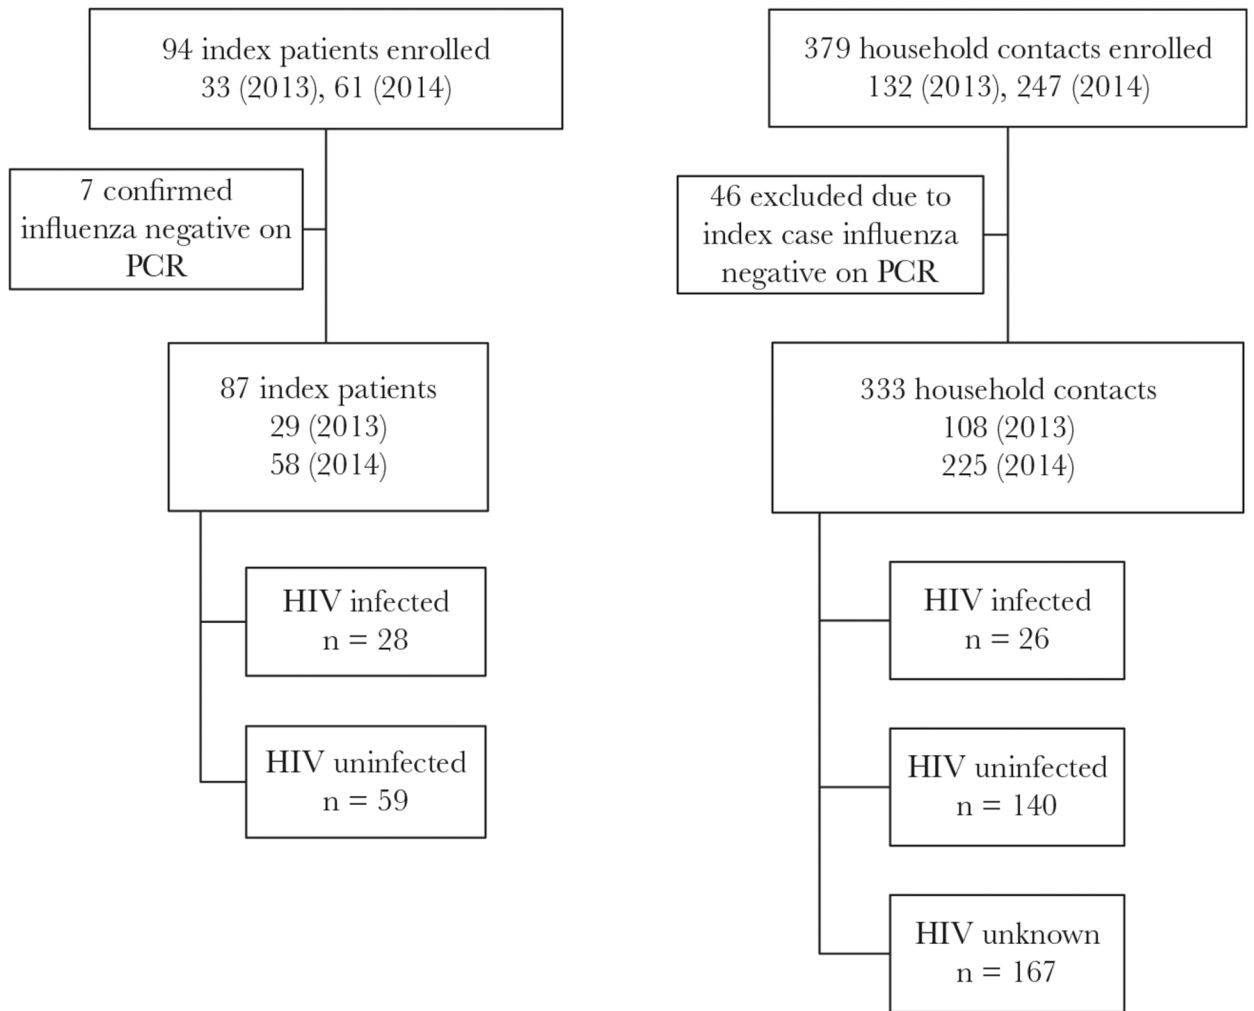 94 index patients enrolled
33 (2013), 61 (2014)
7 confirmed
influenza negative on
PCR
87 index patients
29 (2013)
58 (2014)
HIV infected
n = 28
HIV uninfected
n = 59
379 household contacts enrolled
132 (2013), 247 (2014)
46 excluded due to
index case influenza
negative on PCR
333 household contacts
108 (2013)
225 (2014)
HIV infected
n = 26
HIV uninfected
n = 140
HIV unknown
n = 167